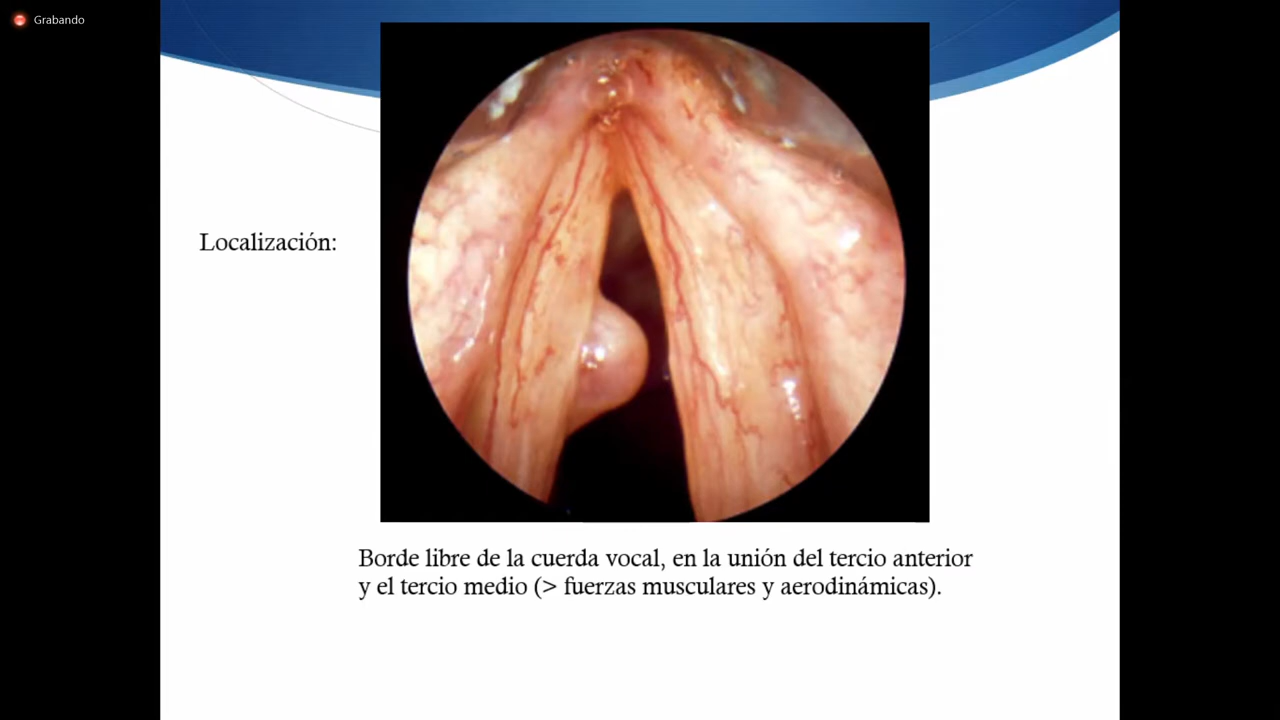 Grabando
Localización:
Borde libre de la cuerda vocal, en la unión del tercio anterior
y el tercio medio (> fuerzas musculares y aerodinámicas).